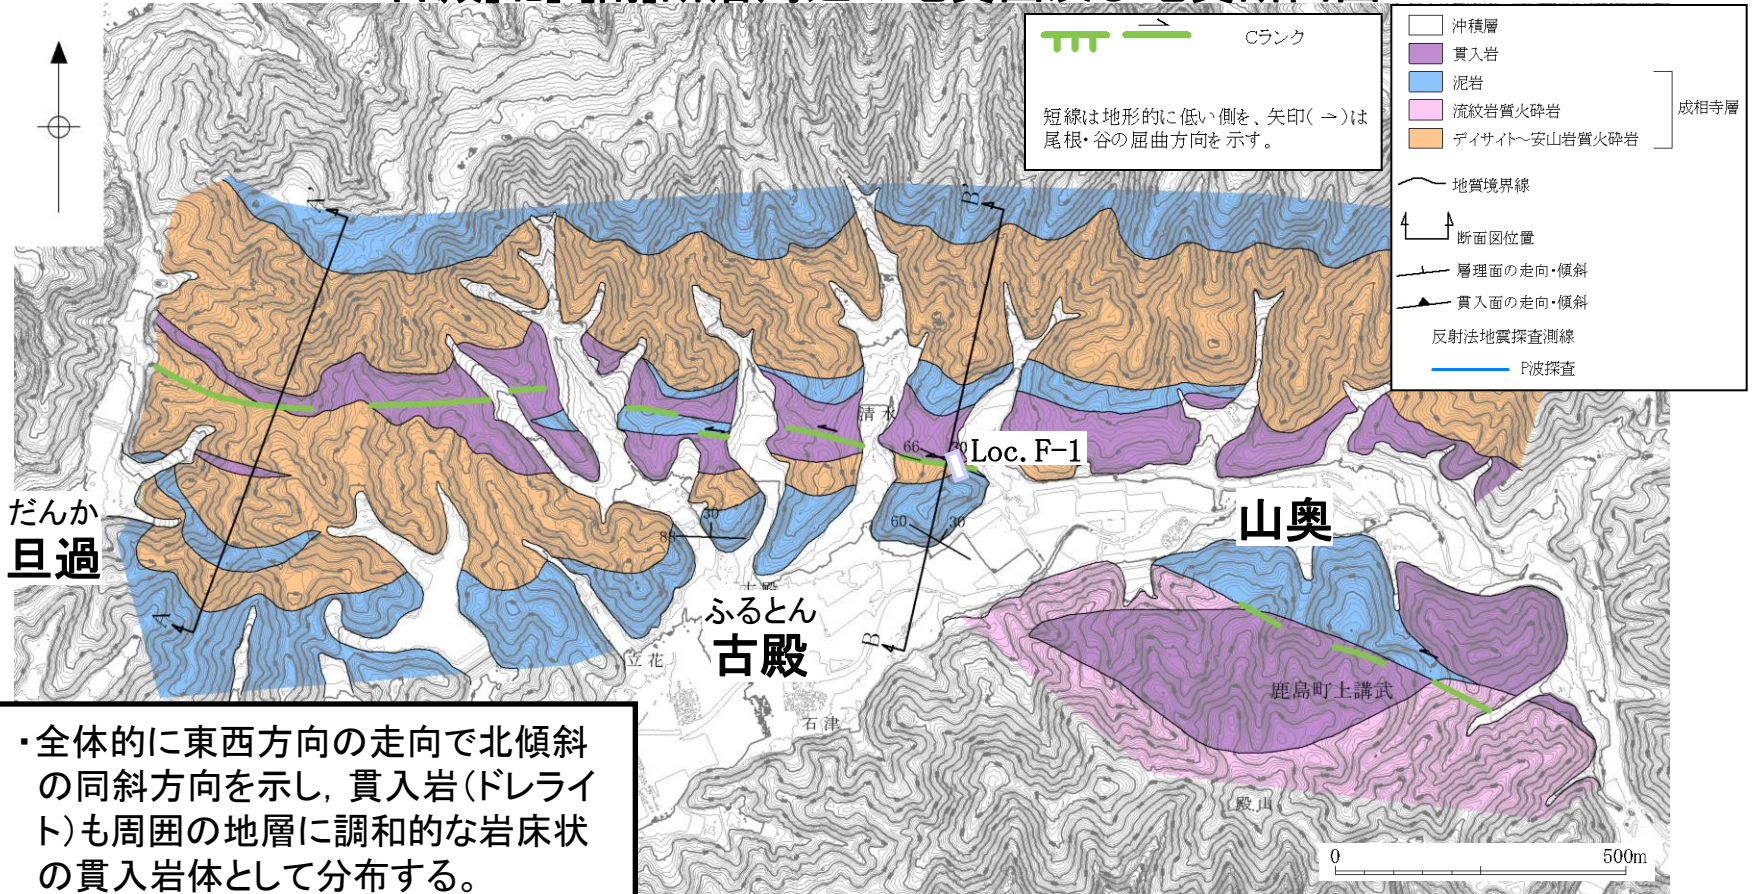 Cランク
短線は地形的に低い側を、矢印(→)は
尾根・谷の屈曲方向を示す。
沖積層
貫入岩
泥岩
流紋岩質火砕岩
デイサイト～安山岩質火砕岩
成相寺層
地質境界線
断面図位置
層理面の走向・傾斜
貫入面の走向・傾斜
反射法地震探査測線
P波探査
A'
B'
清水
66
30
Loc. F-1
だんか
旦過
山奥
30
88
60
30
A
B
古殿
ふるとん
古殿
立花
石津
鹿島町上講武
殿山
・全体的に東西方向の走向で北傾斜
の同斜方向を示し, 貫入岩(ドレライ
ト)も周囲の地層に調和的な岩床状
の貫入岩体として分布する。
0
500m